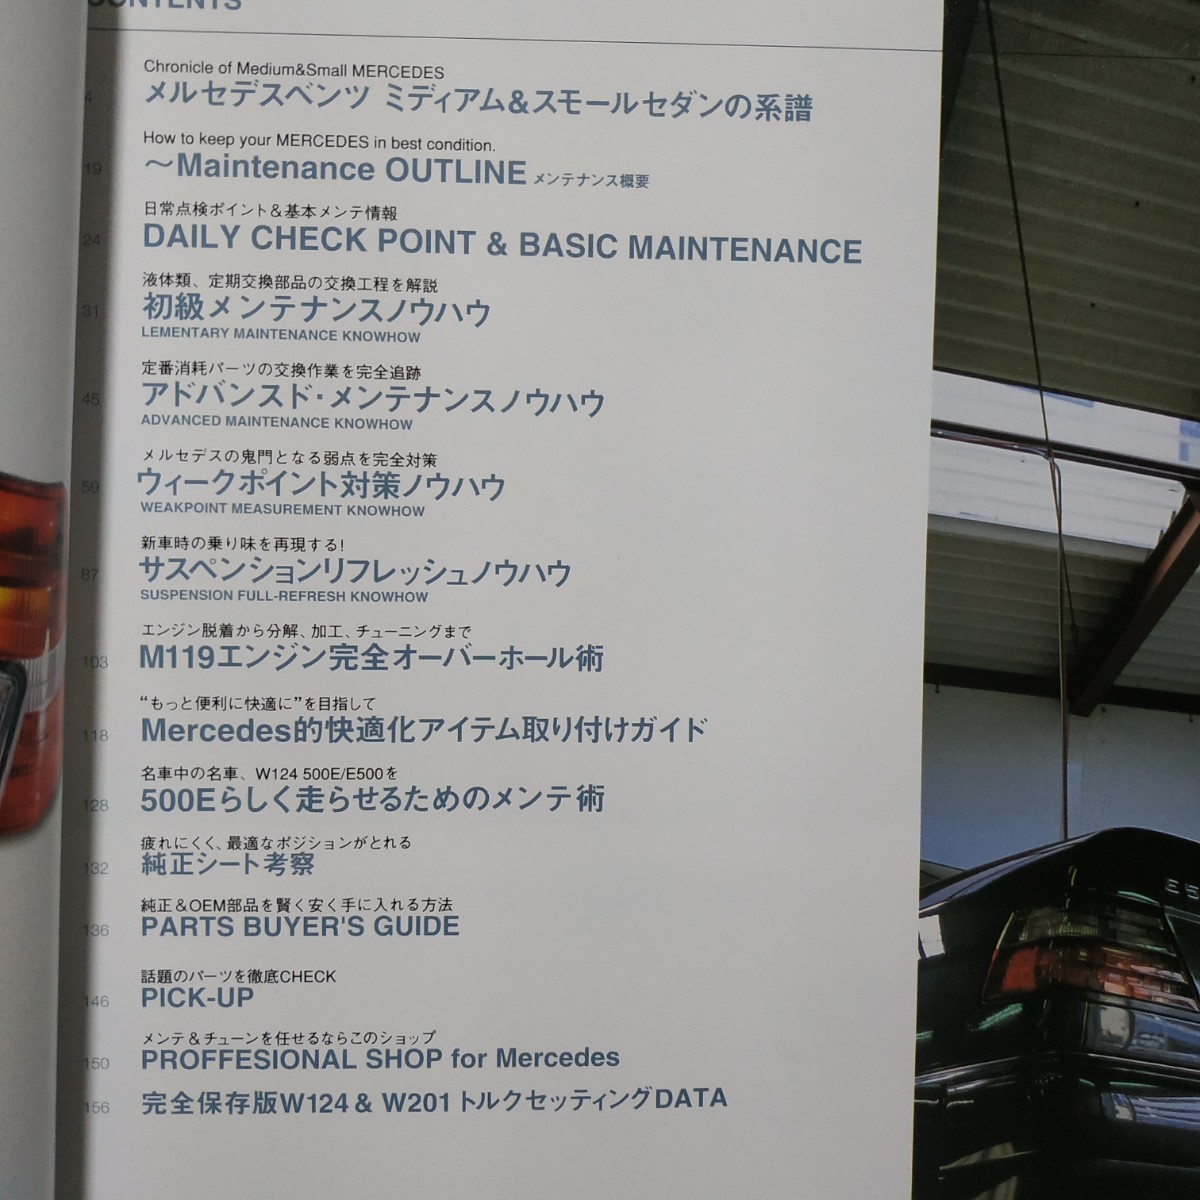 CONTENTS
Chronicle of Medium&Small MERCEDES
4 メルセデスベンツ ミディアム&スモールセダンの系譜
How to keep your MERCEDES in best condition.
19 〜Maintenance OUTLINE メンテナンス概要
日常点検ポイント&基本メンテ情報
24 DAILY CHECK POINT & BASIC MAINTENANCE
液体類、定期交換部品の交換工程を解説
31 初級メンテナンスノウハウ
LEMENTARY MAINTENANCE KNOWHOW
定番消耗パーツの交換作業を完全追跡
45 アドバンスド・メンテナンスノウハウ
ADVANCED MAINTENANCE KNOWHOW
メルセデスの鬼門となる弱点を完全対策
59 ウィークポイント対策ノウハウ
WEAKPOINT MEASUREMENT KNOWHOW
新車時の乗り味を再現する!
87 サスペンションリフレッシュノウハウ
SUSPENSION FULL-REFRESH KNOWHOW
エンジン脱着から分解、加工、チューニングまで
103 M119エンジン完全オーバーホール術
“もっと便利に快適に”を目指して
118 Mercedes的快適化アイテム取り付けガイド
名車中の名車、W124 500E/E500を
128 500Eらしく走らせるためのメンテ術
疲れにくく、最適なポジションがとれる
132 純正シート考察
純正&OEM部品を賢く安く手に入れる方法
136 PARTS BUYER'S GUIDE
話題のパーツを徹底CHECK
146 PICK-UP
メンテ&チューンを任せるならこのショップ
150 PROFFESIONAL SHOP for Mercedes
156 完全保存版W124 & W201 トルクセッティングDATA